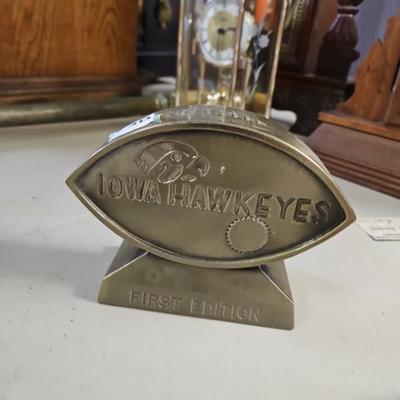 IOWA HAWKEYES
FIRST EDITION